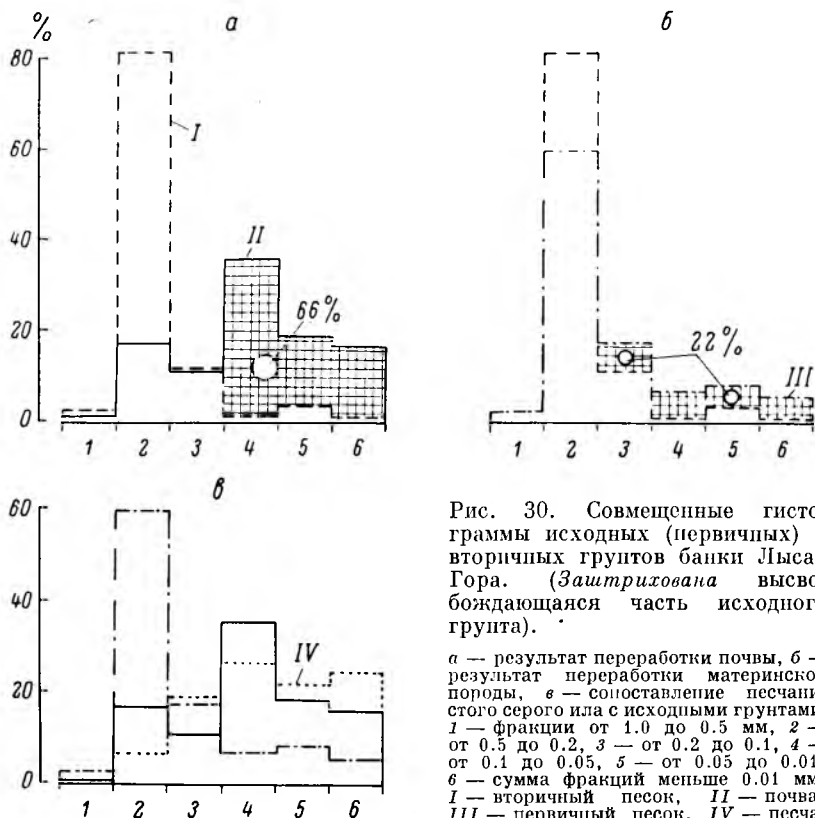 %
а
б
80
60
40
20
0
I
II
66%
22%
III
1 2 3 4 5 6
1 2 3 4 5 6
в
60
40
20
0
IV
1 2 3 4 5 6
Рис. 30. Совмещенные гисто
граммы исходных (первичных)
вторичных грунтов банки Лыса
Гора. (Заштрихована высво
бождающаяся часть исходног
грунта).
а — результат переработки почвы, б —
результат переработки материнско
породы, в — сопоставление песчани
стого серого ила с исходными грунтами
1 — фракции от 1.0 до 0.5 мм, 2 —
от 0.5 до 0.2, 3 — от 0.2 до 0.1, 4 —
от 0.1 до 0.05, 5 — от 0.05 до 0.01
6 — сумма фракций меньше 0.01 мм
I — вторичный песок, II — почва
III — первичный песок, IV — песча